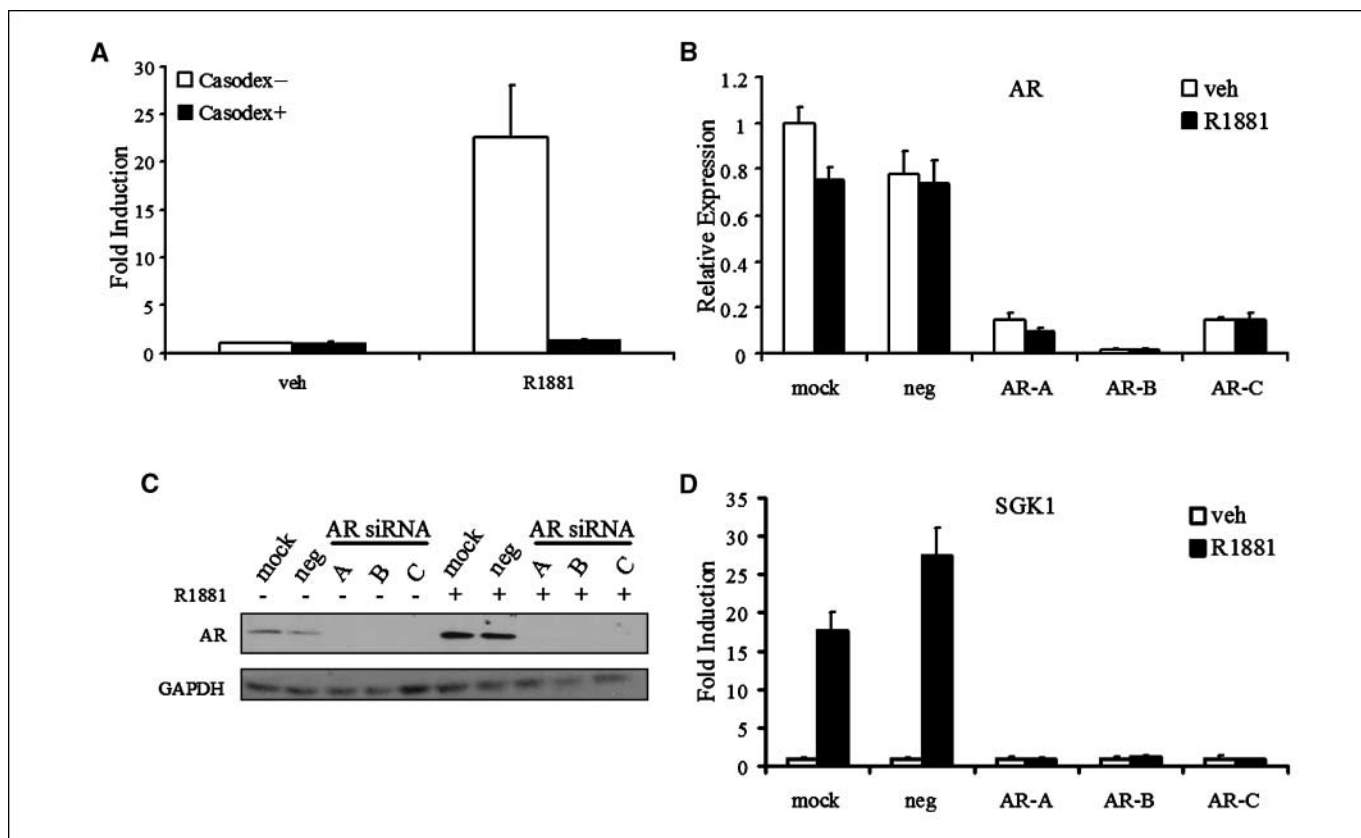 A
30
25
20
15
10
5
0
Fold Induction
Casodex−
Casodex+
veh
R1881
B
1.2
1
0.8
0.6
0.4
0.2
0
Relative Expression
AR
veh
R1881
mock
neg
AR-A
AR-B
AR-C
C
AR siRNA
AR siRNA
mock
neg
A
B
C
mock
neg
A
B
C
R1881 - - - - - + + + + +
AR
GAPDH
D
35
30
25
20
15
10
5
0
Fold Induction
SGK1
veh
R1881
mock
neg
AR-A
AR-B
AR-C